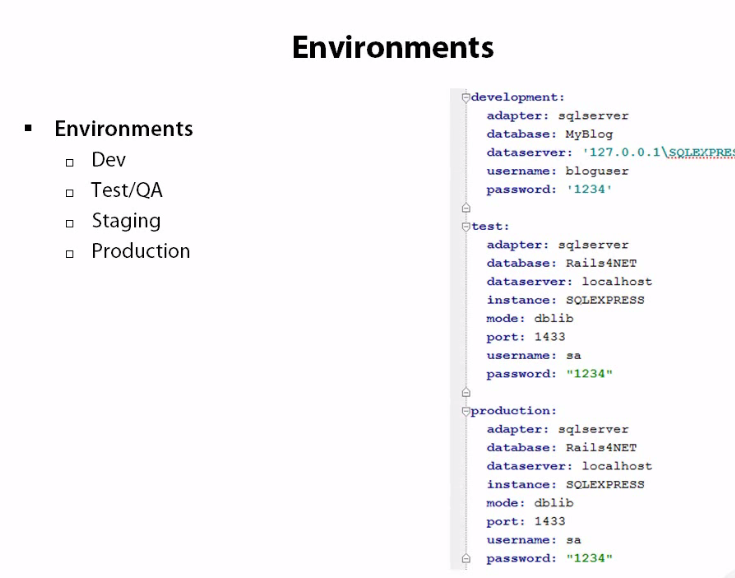 Environments
Environments
Dev
Test/QA
Staging
Production
development:
adapter: sqlserver
database: MyBlog
dataserver: '127.0.0.1\SQLEXPRES
username: bloguser
password: '1234'
test:
adapter: sqlserver
database: Rails4NET
dataserver: localhost
instance: SQLEXPRESS
mode: dblib
port: 1433
username: sa
password: "1234"
production:
adapter: sqlserver
database: Rails4NET
dataserver: localhost
instance: SQLEXPRESS
mode: dblib
port: 1433
username: sa
password: "1234"